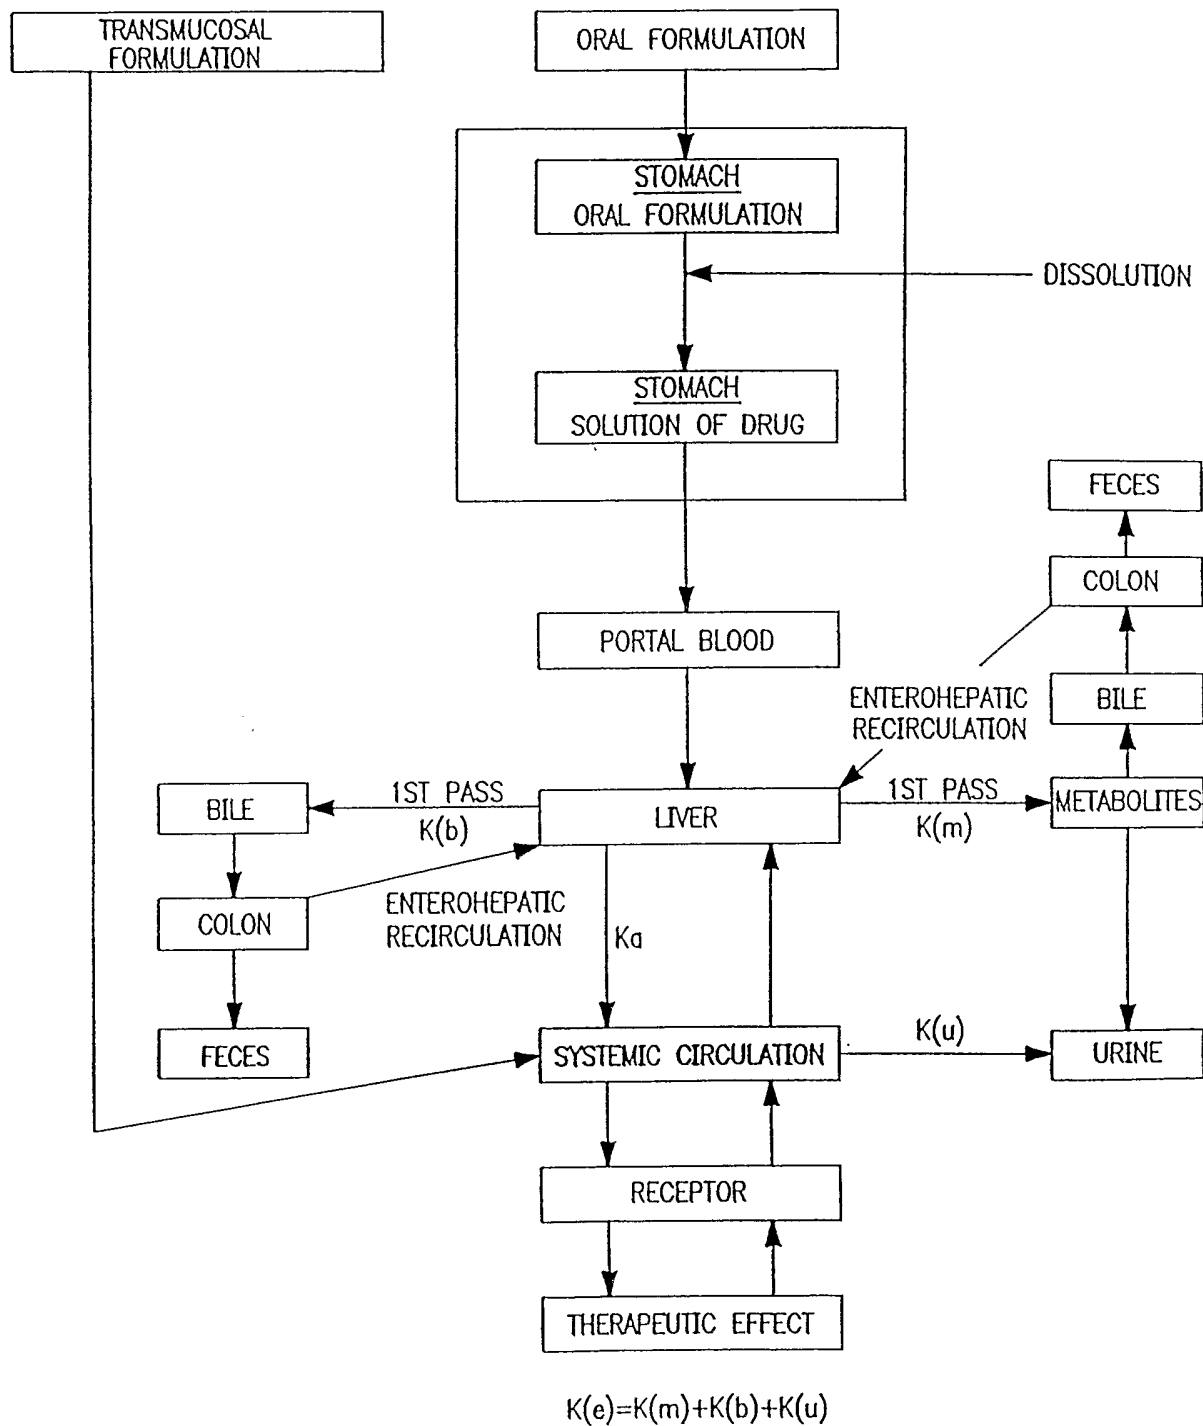 TRANSMUCOSAL
FORMULATION
ORAL FORMULATION
STOMACH
ORAL FORMULATION
DISSOLUTION
STOMACH
SOLUTION OF DRUG
FECES
COLON
PORTAL BLOOD
ENTEROHEPATIC
RECIRCULATION
BILE
BILE
1ST PASS
K(b)
LIVER
1ST PASS
K(m)
METABOLITES
COLON
ENTEROHEPATIC
RECIRCULATION
Ka
FECES
SYSTEMIC CIRCULATION
K(u)
URINE
RECEPTOR
THERAPEUTIC EFFECT
K(e)=K(m)+K(b)+K(u)